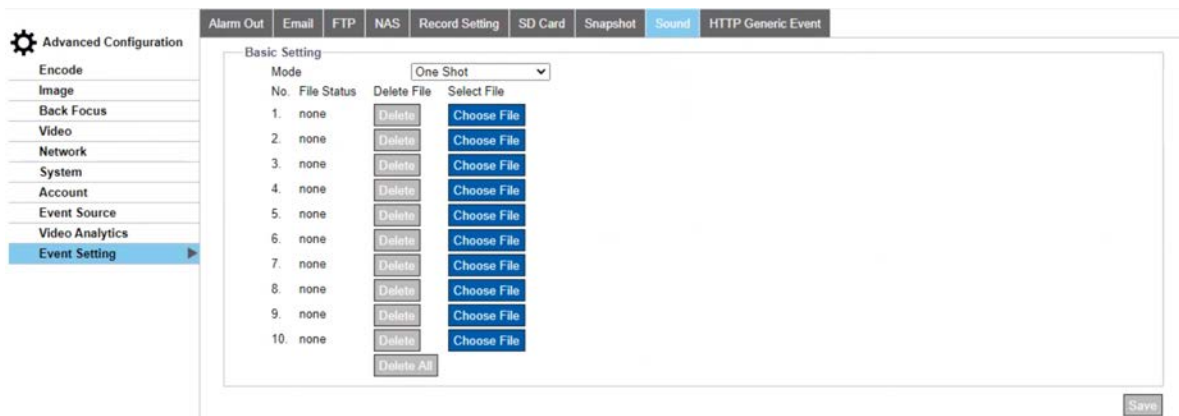 Alarm Out Email FTP NAS Record Setting SD Card Snapshot Sound HTTP Generic Event
Advanced Configuration
Encode
Image
Back Focus
Video
Network
System
Account
Event Source
Video Analytics
Event Setting
Basic Setting
Mode One Shot
No. File Status Delete File Select File
1. none Delete Choose File
2. none Delete Choose File
3. none Delete Choose File
4. none Delete Choose File
5. none Delete Choose File
6. none Delete Choose File
7. none Delete Choose File
8. none Delete Choose File
9. none Delete Choose File
10. none Delete Choose File
Delete All
Save